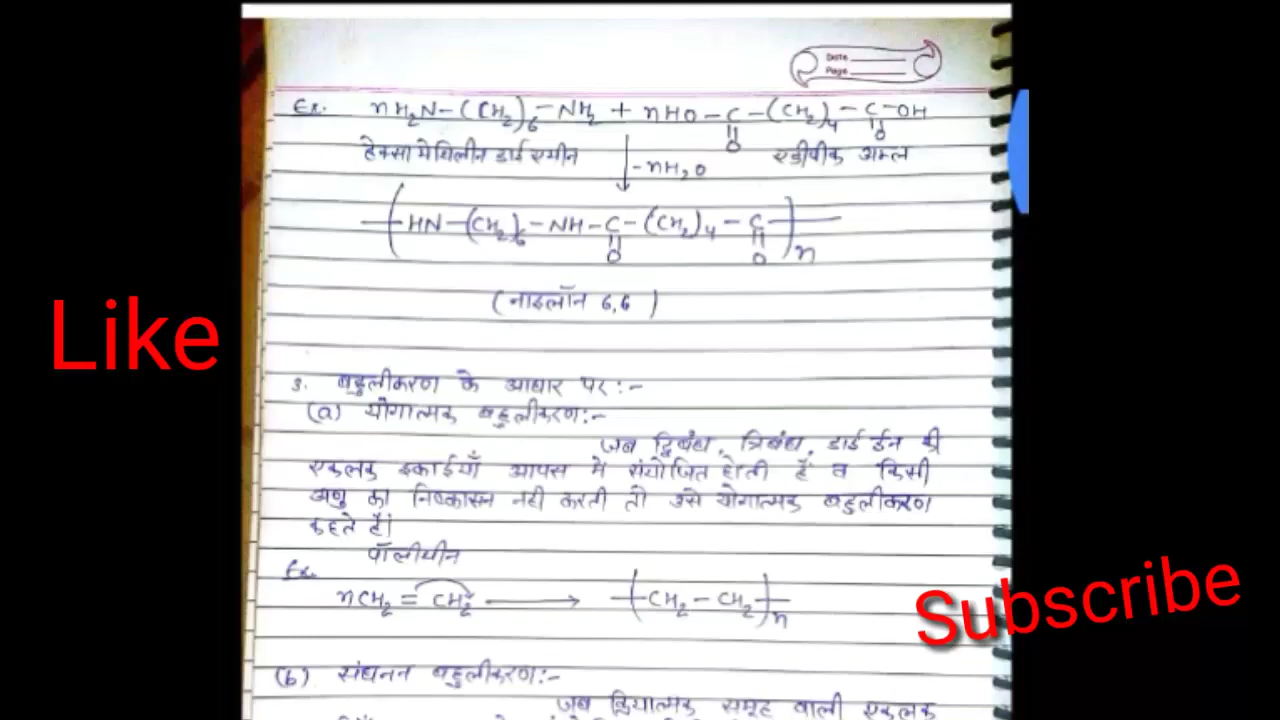 Date
Page
Ex. nH₂N-(CH₂)₆-NH₂ + nHO-C-(CH₂)₄-C-OH
|| ||
O O
हेक्सा मेथिलीन डाई एमीन -nH₂O एडीपीक अम्ल
(HN-(CH₂)₆-NH-C-(CH₂)₄-C)n
|| ||
O O
(नाइलॉन 6,6)
Like
3. बहुलीकरण के आधार पर:-
(a) योगात्मक बहुलीकरण:-
जब द्विबंध, त्रिबंध, डाई ईन की
एकलक इकाईयाँ आपस मे संयोजित होती हैं व किसी
अणु का निष्कासन नही करती तो उसे योगात्मक बहुलीकरण
कहते हैं।
पॉलीथीन
Ex.
nCH₂=CH₂ → (CH₂-CH₂)n
Subscribe
(b) संघनन बहुलीकरण:-
जब क्रियात्मक समूह वाली एकलक